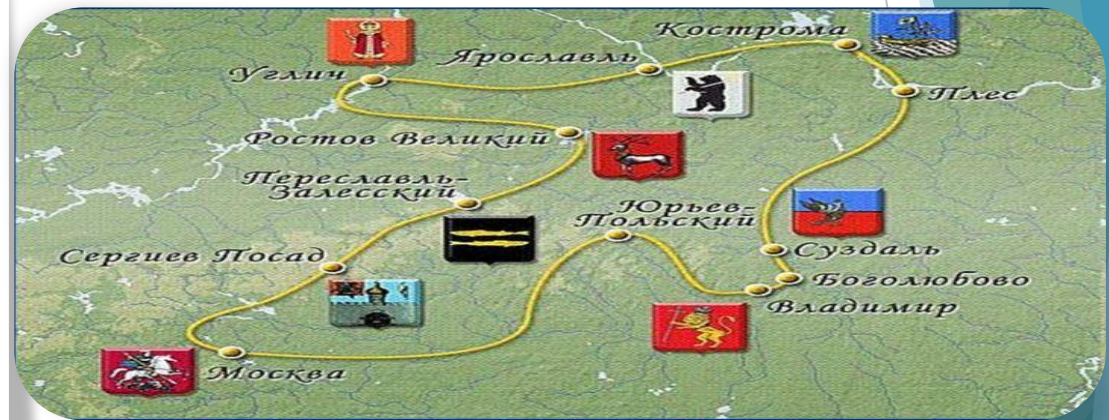 Кострома
Ярославль
Углич
Плес
Ростов Великий
Переславль-
Залесский
Юрьев-
Польский
Сергиев Посад
Суздаль
Боголюбово
Владимир
Москва